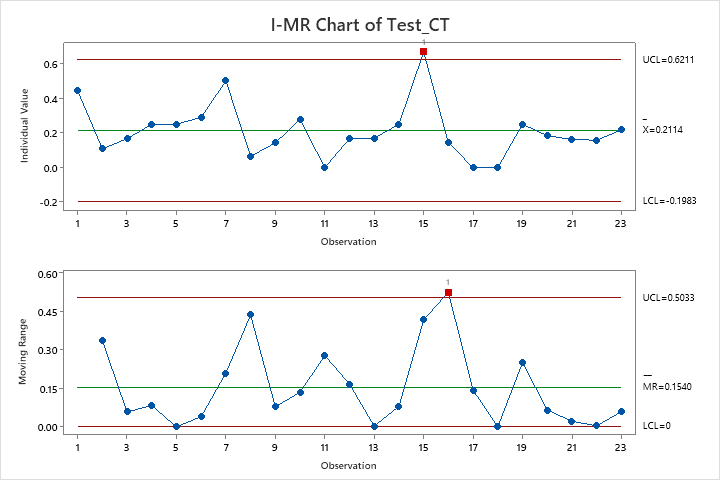 I-MR Chart of Test_CT
1
0.6
0.4
0.2
0.0
-0.2
Individual Value
UCL=0.6211
_
X=0.2114
LCL=-0.1983
1 3 5 7 9 11 13 15 17 19 21 23
Observation
1
0.60
0.45
0.30
0.15
0.00
Moving Range
UCL=0.5033
__
MR=0.1540
LCL=0
1 3 5 7 9 11 13 15 17 19 21 23
Observation